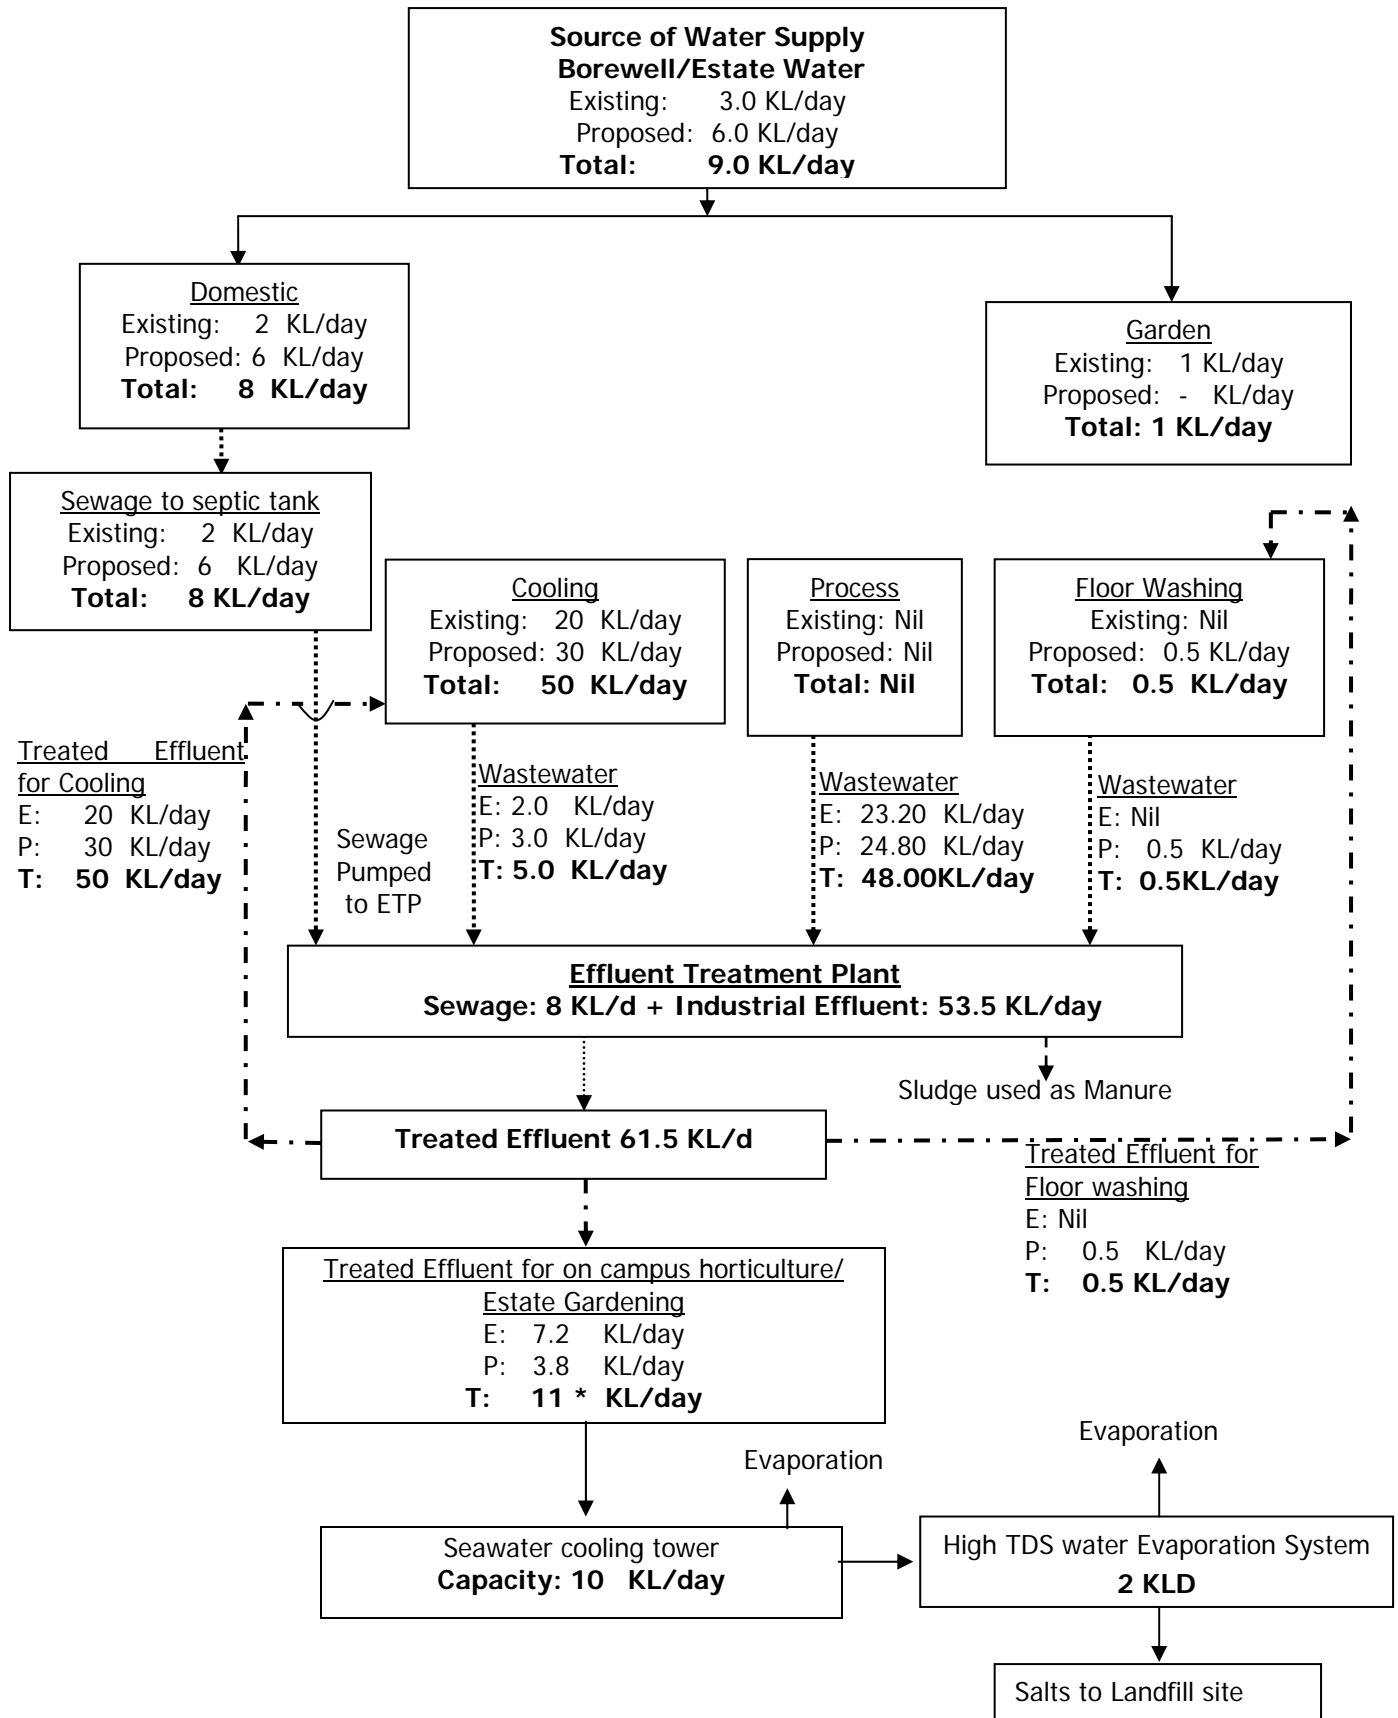 Source of Water Supply
Borewell/Estate Water
Existing: 3.0 KL/day
Proposed: 6.0 KL/day
Total: 9.0 KL/day
Domestic
Existing: 2 KL/day
Proposed: 6 KL/day
Total: 8 KL/day
Garden
Existing: 1 KL/day
Proposed: - KL/day
Total: 1 KL/day
Sewage to septic tank
Existing: 2 KL/day
Proposed: 6 KL/day
Total: 8 KL/day
Cooling
Existing: 20 KL/day
Proposed: 30 KL/day
Total: 50 KL/day
Process
Existing: Nil
Proposed: Nil
Total: Nil
Floor Washing
Existing: Nil
Proposed: 0.5 KL/day
Total: 0.5 KL/day
Treated Effluent
for Cooling
E: 20 KL/day
P: 30 KL/day
T: 50 KL/day
Sewage
Pumped
to ETP
Wastewater
E: 2.0 KL/day
P: 3.0 KL/day
T: 5.0 KL/day
Wastewater
E: 23.20 KL/day
P: 24.80 KL/day
T: 48.00KL/day
Wastewater
E: Nil
P: 0.5 KL/day
T: 0.5KL/day
Effluent Treatment Plant
Sewage: 8 KL/d + Industrial Effluent: 53.5 KL/day
Sludge used as Manure
Treated Effluent 61.5 KL/d
Treated Effluent for
Floor washing
E: Nil
P: 0.5 KL/day
T: 0.5 KL/day
Treated Effluent for on campus horticulture/
Estate Gardening
E: 7.2 KL/day
P: 3.8 KL/day
T: 11 * KL/day
Evaporation
Evaporation
Seawater cooling tower
Capacity: 10 KL/day
High TDS water Evaporation System
2 KLD
Salts to Landfill site